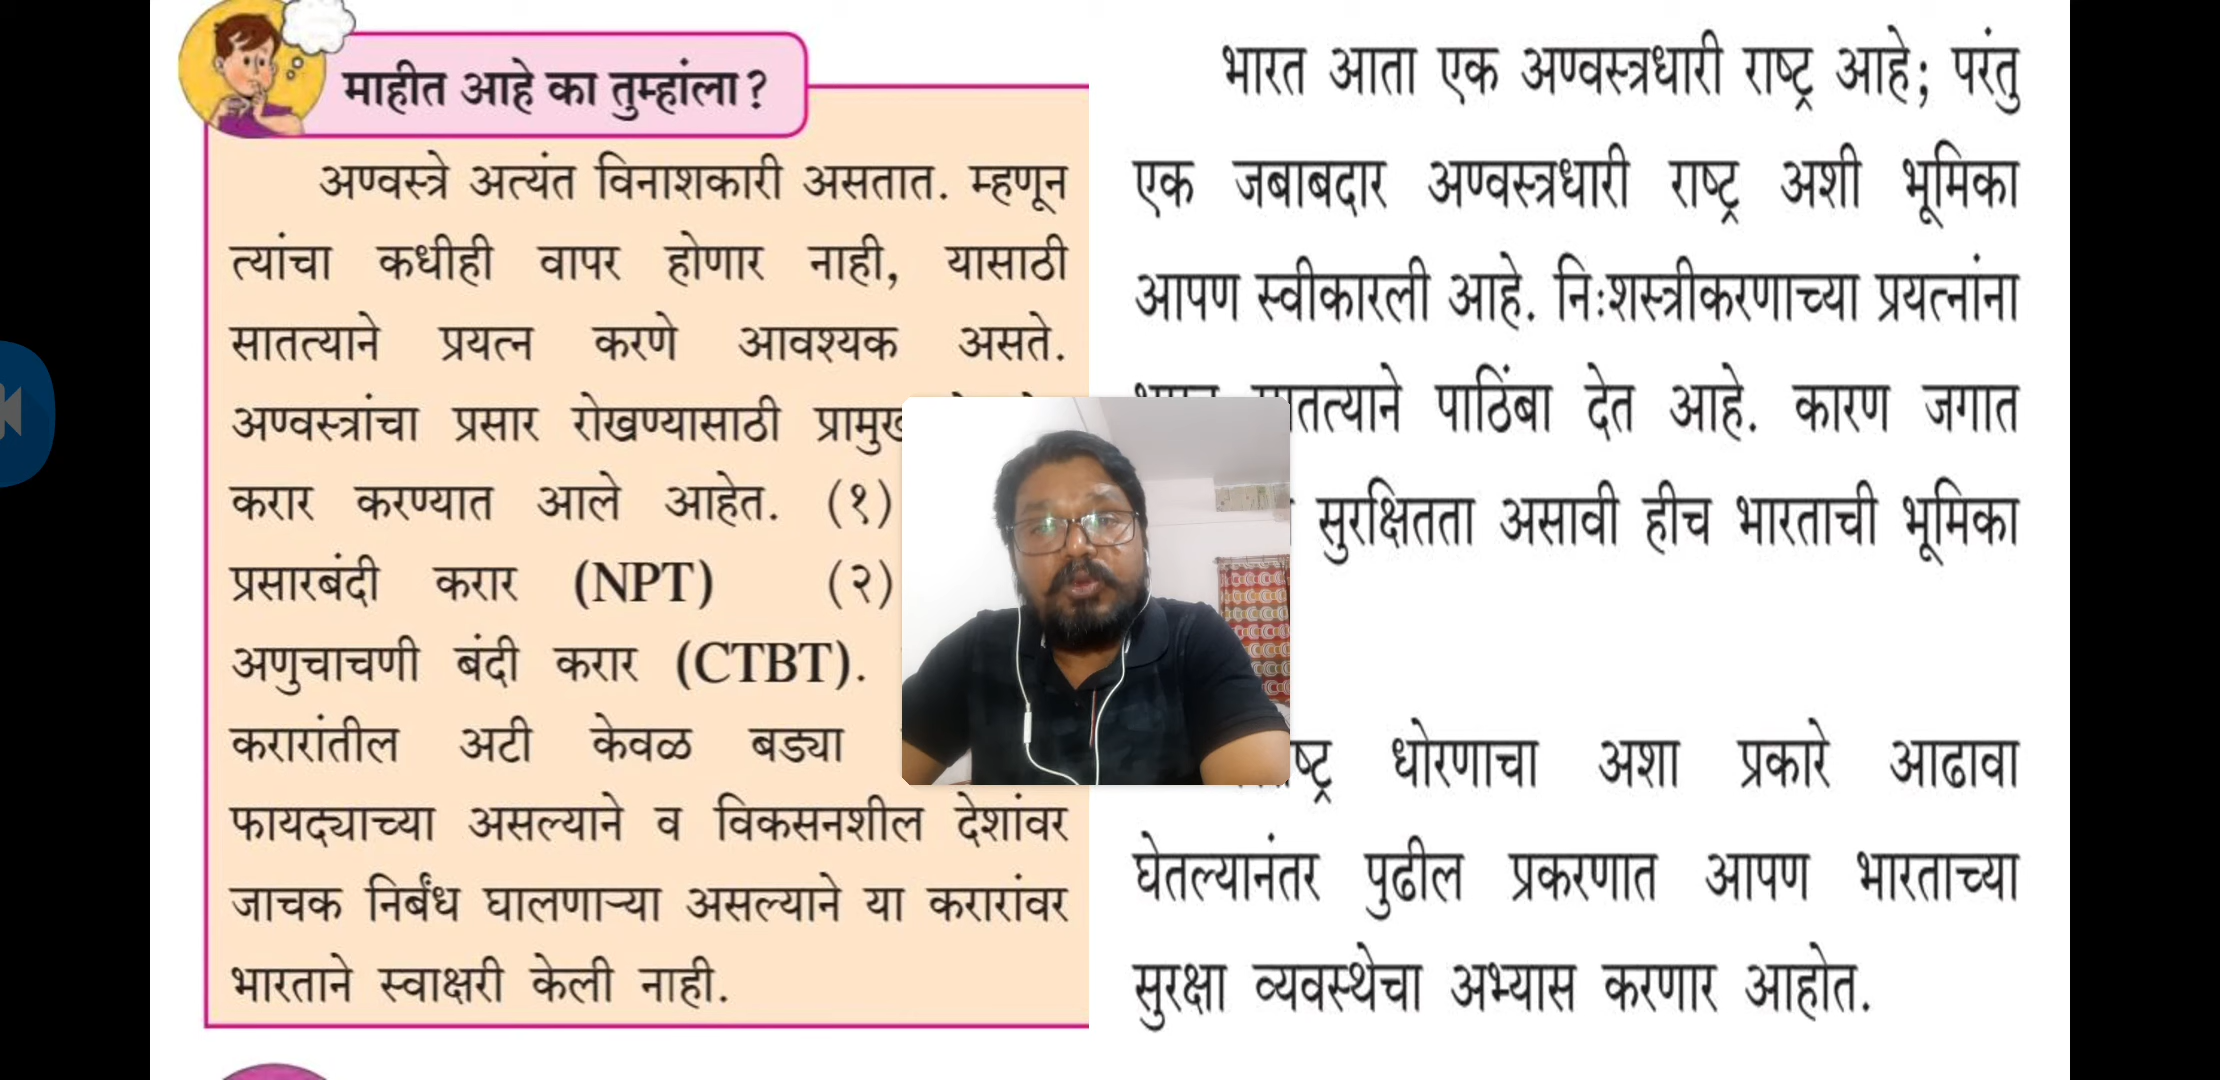 माहीत आहे का तुम्हांला?
अण्वस्त्रे अत्यंत विनाशकारी असतात. म्हणून
त्यांचा कधीही वापर होणार नाही, यासाठी
सातत्याने प्रयत्न करणे आवश्यक असते.
अण्वस्त्रांचा प्रसार रोखण्यासाठी
करार करण्यात आले आहेत. (१)
प्रसारबंदी करार (NPT) (२)
अणुचाचणी बंदी करार (CTBT).
करारांतील अटी केवळ बड्या
फायद्याच्या असल्याने व विकसनशील देशांवर
जाचक निर्बंध घालणाऱ्या असल्याने या करारांवर
भारताने स्वाक्षरी केली नाही.
भारत आता एक अण्वस्त्रधारी राष्ट्र आहे; परंतु
एक जबाबदार अण्वस्त्रधारी राष्ट्र अशी भूमिका
आपण स्वीकारली आहे. निःशस्त्रीकरणाच्या प्रयत्नांना
पाठिंबा देत आहे. कारण जगात
सुरक्षितता असावी हीच भारताची भूमिका
धोरणाचा अशा प्रकारे आढावा
घेतल्यानंतर पुढील प्रकरणात आपण भारताच्या
सुरक्षा व्यवस्थेचा अभ्यास करणार आहोत.